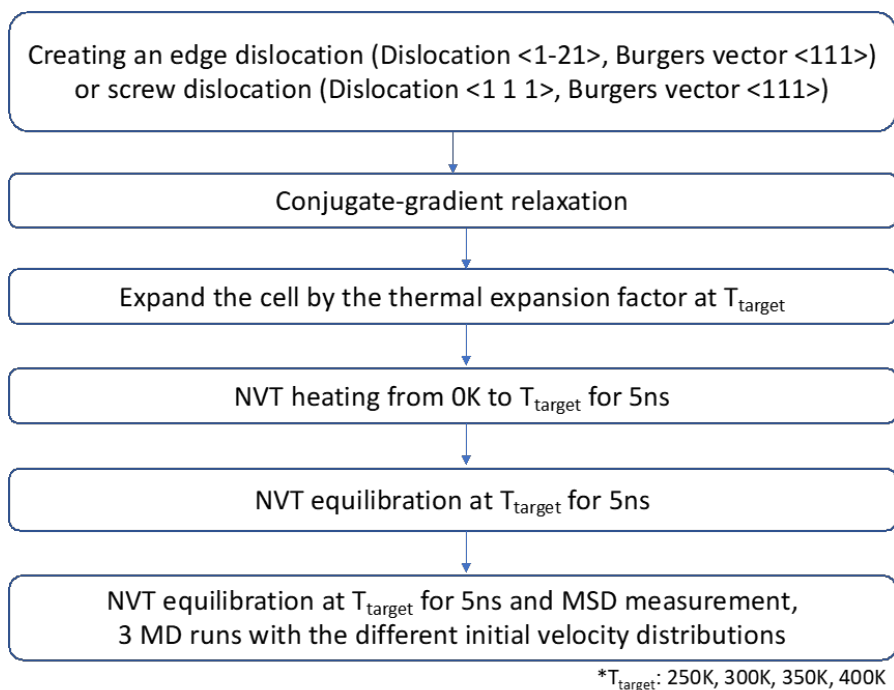 Creating an edge dislocation (Dislocation <1-21>, Burgers vector <111>)
or screw dislocation (Dislocation <1 1 1>, Burgers vector <111>)
Conjugate-gradient relaxation
Expand the cell by the thermal expansion factor at Ttarget
NVT heating from 0K to Ttarget for 5ns
NVT equilibration at Ttarget for 5ns
NVT equilibration at Ttarget for 5ns and MSD measurement,
3 MD runs with the different initial velocity distributions
*Ttarget: 250K, 300K, 350K, 400K